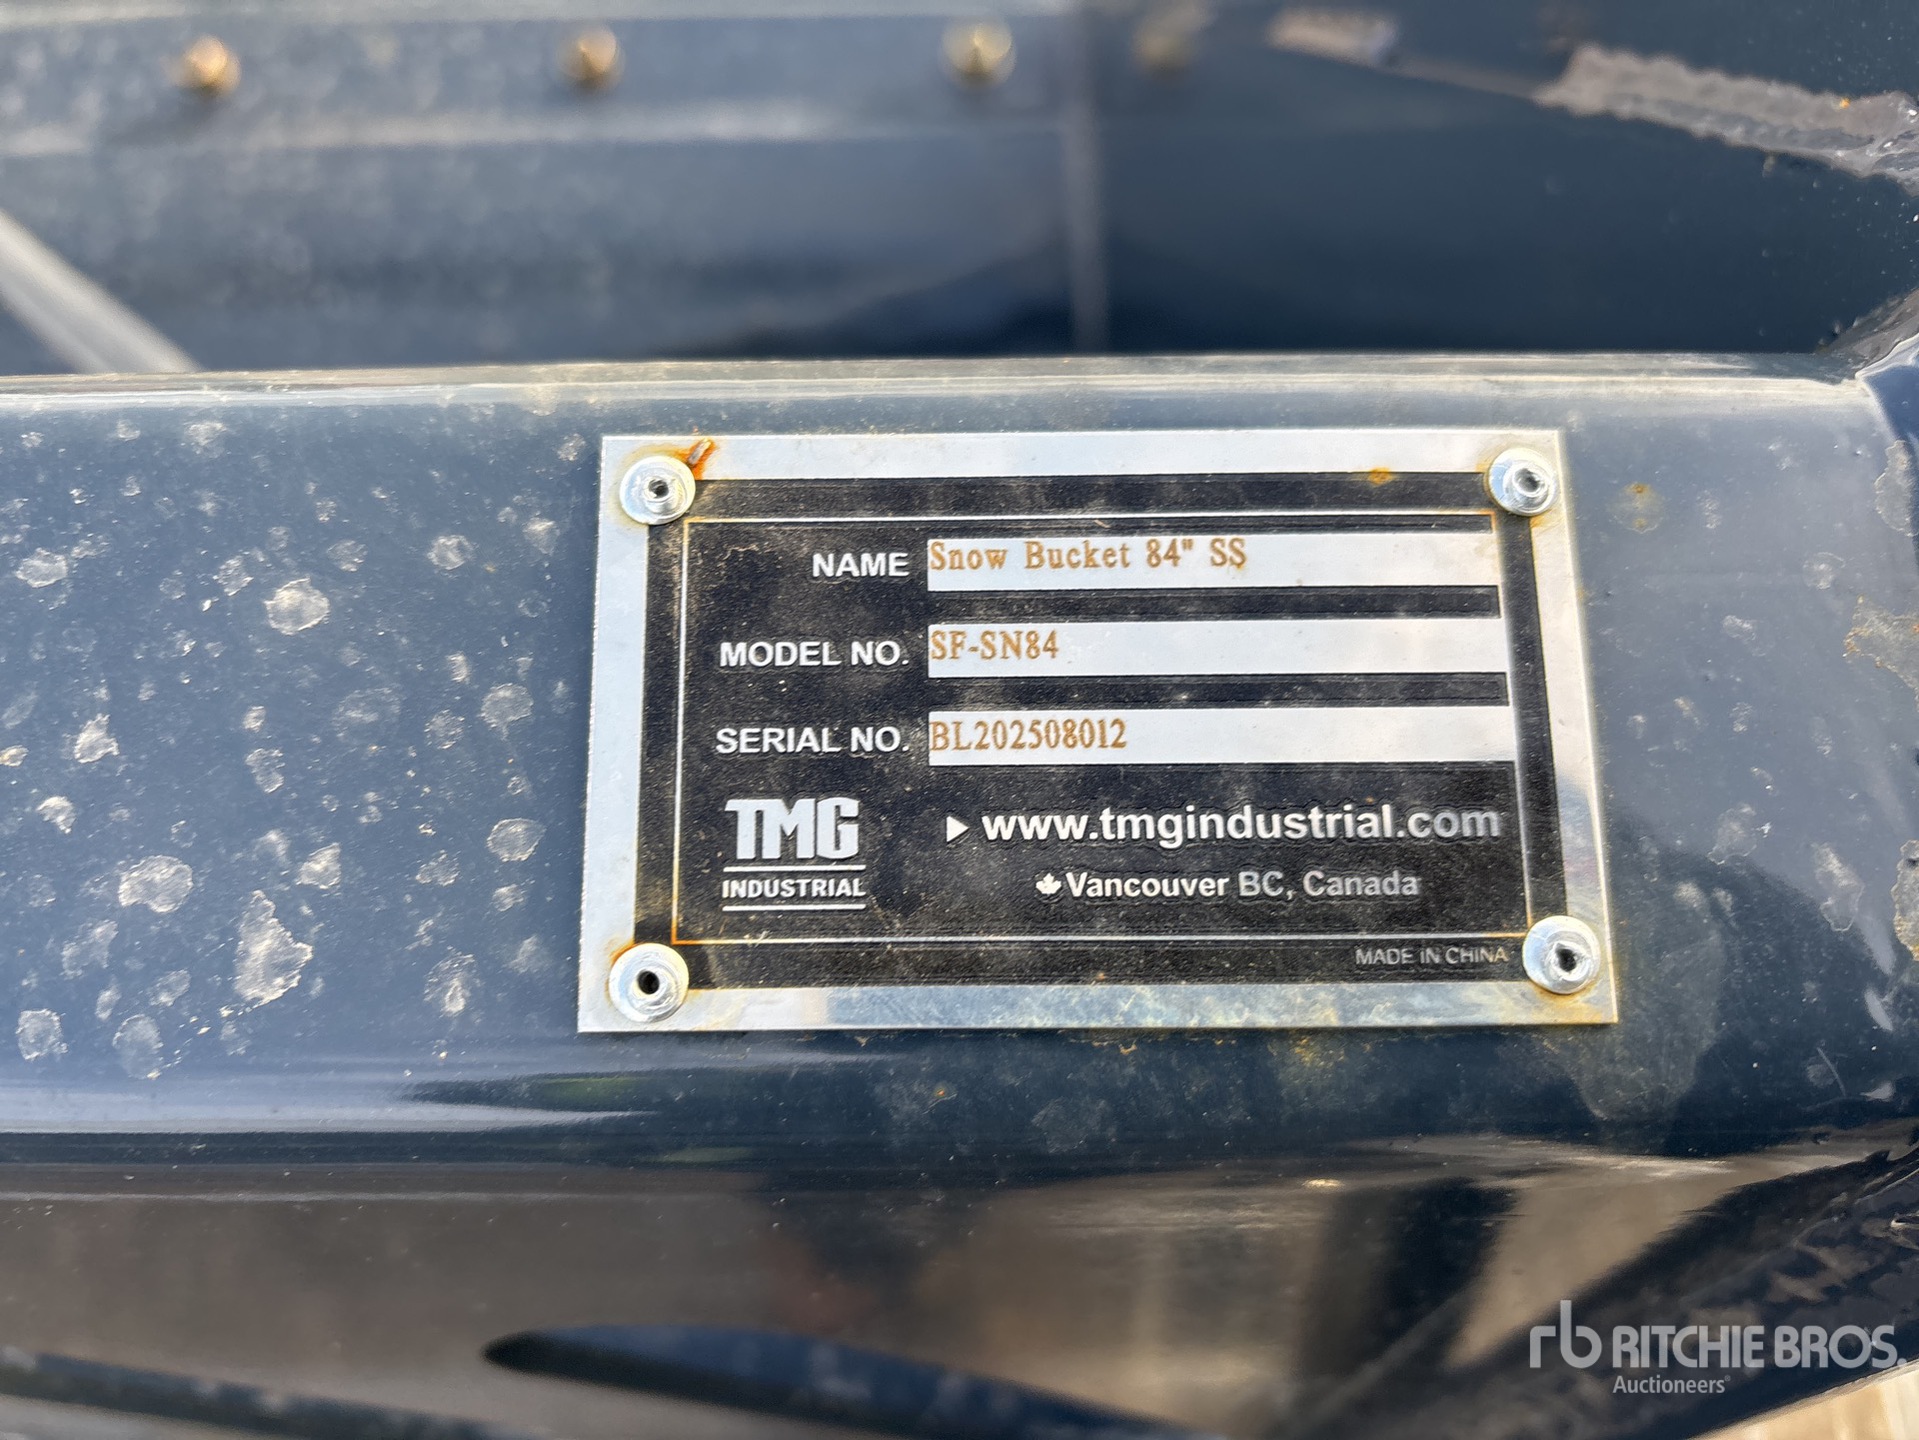 NAME Snow Bucket 84" SS
MODEL NO. SF-SN84
SERIAL NO. BL202508012
TMG
INDUSTRIAL
www.tmgindustrial.com
Vancouver BC, Canada
MADE IN CHINA
rb RITCHIE BROS.
Auctioneers®